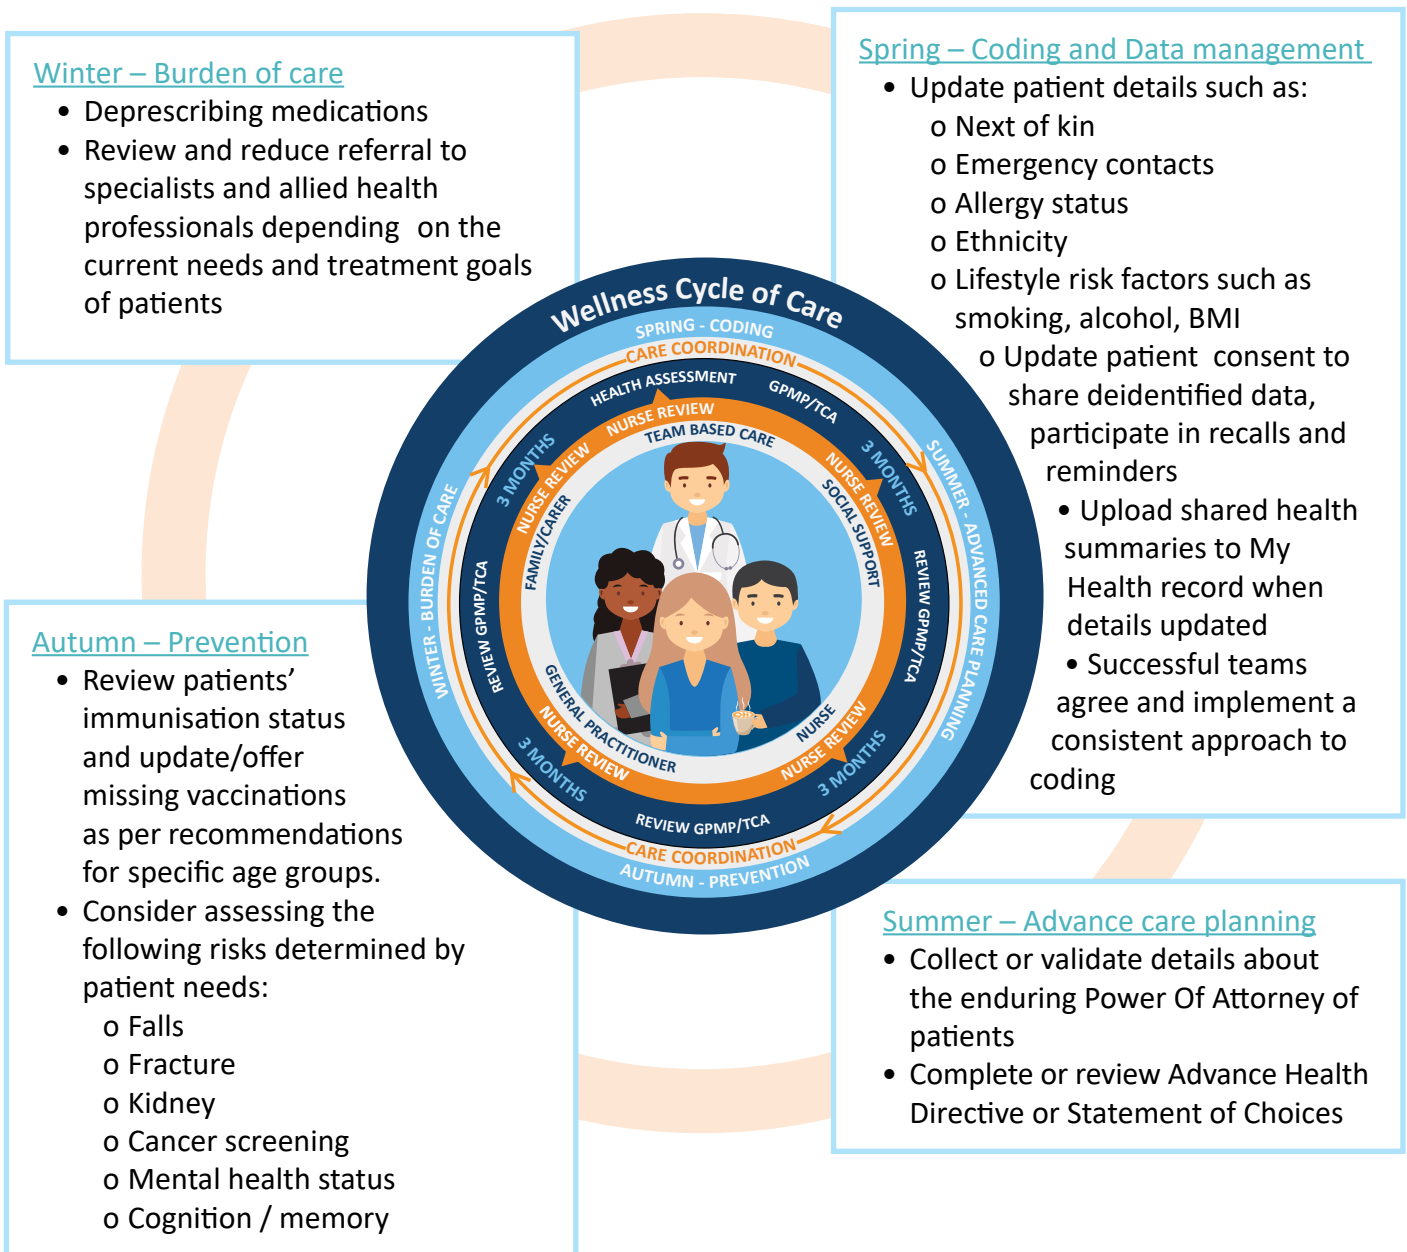 Winter – Burden of care
• Deprescribing medications
• Review and reduce referral to
specialists and allied health
professionals depending on the
current needs and treatment goals
of patients
Spring – Coding and Data management
• Update patient details such as:
o Next of kin
o Emergency contacts
o Allergy status
o Ethnicity
o Lifestyle risk factors such as
smoking, alcohol, BMI
o Update patient consent to
share deidentified data,
participate in recalls and
reminders
• Upload shared health
summaries to My
Health record when
details updated
• Successful teams
agree and implement a
consistent approach to
coding
Wellness Cycle of Care
SPRING - CODING
CARE COORDINATION
HEALTH ASSESSMENT
GPMP/TCA
NURSE REVIEW
TEAM BASED CARE
3 MONTHS
NURSE REVIEW
FAMILY/CARER
3 MONTHS
NURSE REVIEW
SOCIAL SUPPORT
SUMMER - ADVANCED CARE PLANNING
REVIEW GPMP/TCA
WINTER - BURDEN OF CARE
REVIEW GPMP/TCA
GENERAL PRACTITIONER
NURSE
NURSE REVIEW
3 MONTHS
NURSE REVIEW
3 MONTHS
REVIEW GPMP/TCA
CARE COORDINATION
AUTUMN - PREVENTION
Autumn – Prevention
• Review patients’
immunisation status
and update/offer
missing vaccinations
as per recommendations
for specific age groups.
• Consider assessing the
following risks determined by
patient needs:
o Falls
o Fracture
o Kidney
o Cancer screening
o Mental health status
o Cognition / memory
Summer – Advance care planning
• Collect or validate details about
the enduring Power Of Attorney of
patients
• Complete or review Advance Health
Directive or Statement of Choices